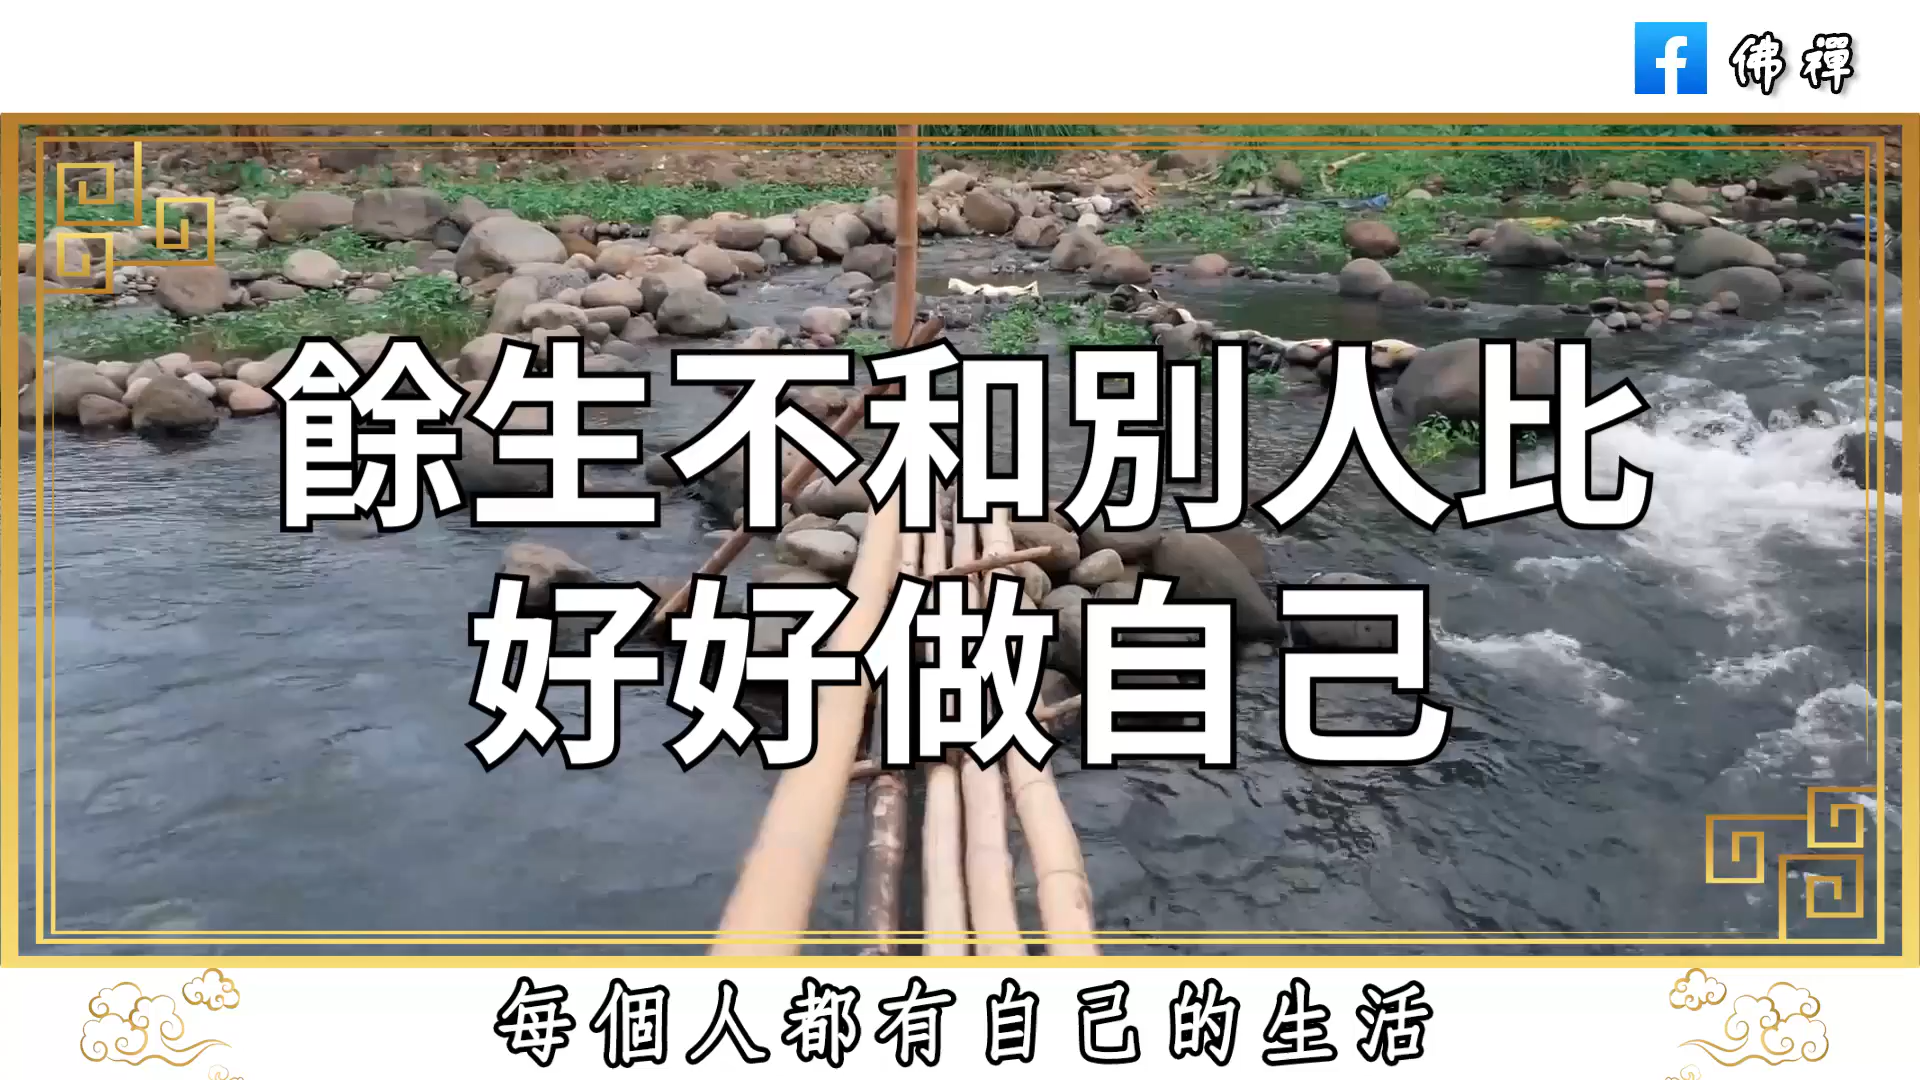 佛禪
餘生不和別人比
好好做自己
每個人都有自己的生活